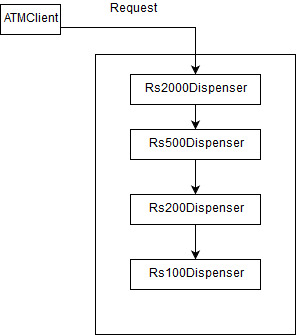 Request
ATMClient
Rs2000Dispenser
Rs500Dispenser
Rs200Dispenser
Rs100Dispenser